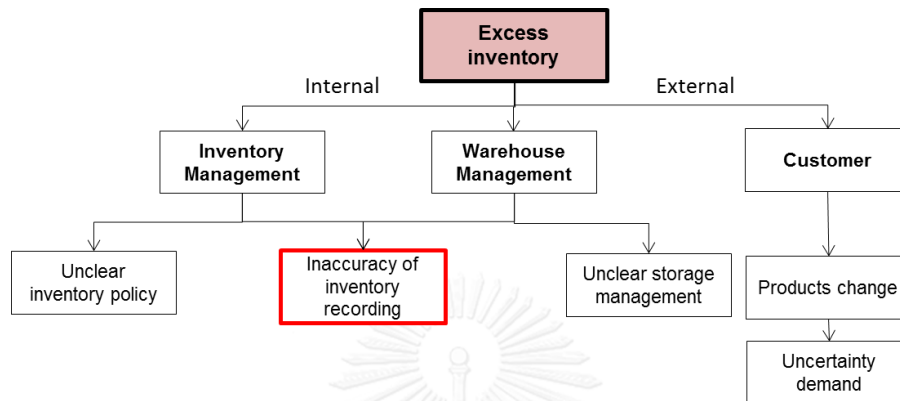 Excess
inventory
Internal
External
Inventory
Management
Warehouse
Management
Customer
Unclear
inventory policy
Inaccuracy of
inventory
recording
Unclear storage
management
Products change
Uncertainty
demand